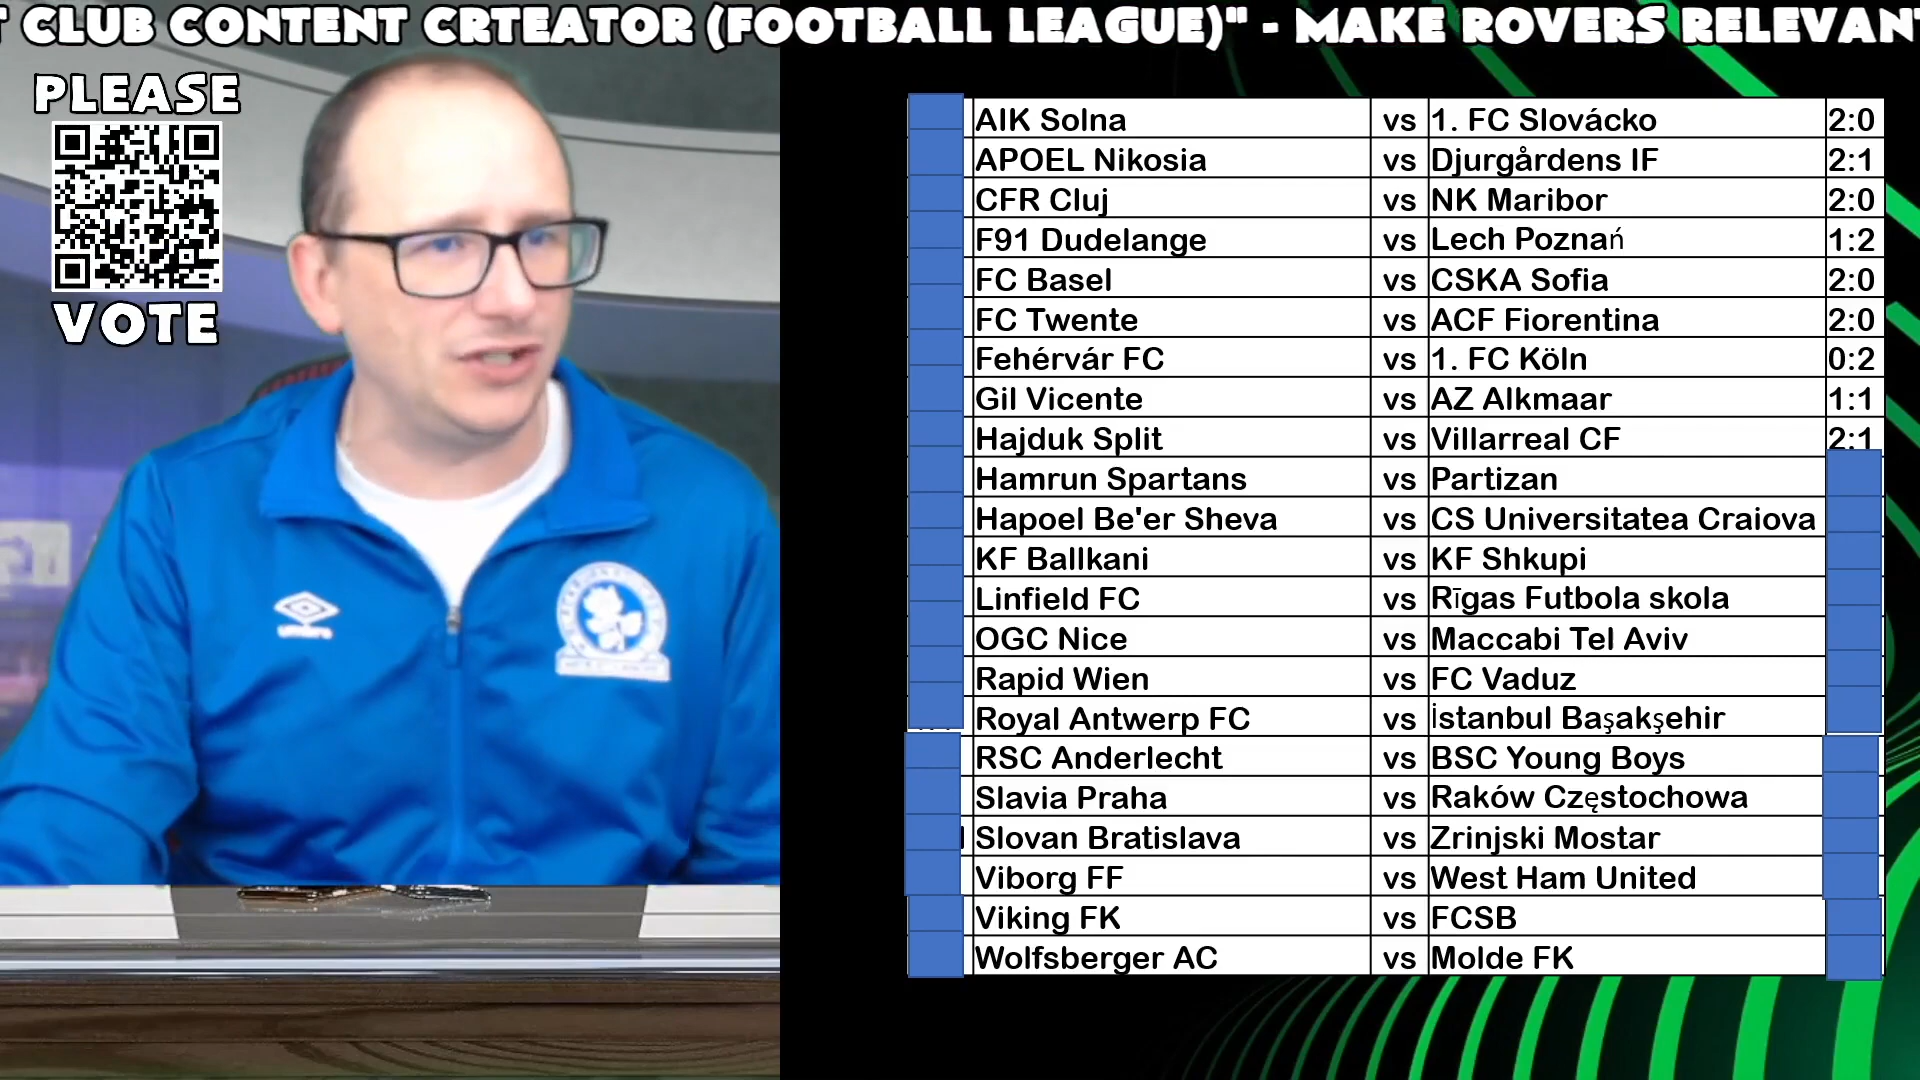 T CLUB CONTENT CRTEATOR (FOOTBALL LEAGUE)" - MAKE ROVERS RELEVANT
PLEASE
VOTE
umbro
AIK Solna vs 1. FC Slovácko 2:0
APOEL Nikosia vs Djurgårdens IF 2:1
CFR Cluj vs NK Maribor 2:0
F91 Dudelange vs Lech Poznań 1:2
FC Basel vs CSKA Sofia 2:0
FC Twente vs ACF Fiorentina 2:0
Fehérvár FC vs 1. FC Köln 0:2
Gil Vicente vs AZ Alkmaar 1:1
Hajduk Split vs Villarreal CF 2:1
Hamrun Spartans vs Partizan
Hapoel Be'er Sheva vs CS Universitatea Craiova
KF Ballkani vs KF Shkupi
Linfield FC vs Rīgas Futbola skola
OGC Nice vs Maccabi Tel Aviv
Rapid Wien vs FC Vaduz
Royal Antwerp FC vs İstanbul Başakşehir
RSC Anderlecht vs BSC Young Boys
Slavia Praha vs Raków Częstochowa
Slovan Bratislava vs Zrinjski Mostar
Viborg FF vs West Ham United
Viking FK vs FCSB
Wolfsberger AC vs Molde FK